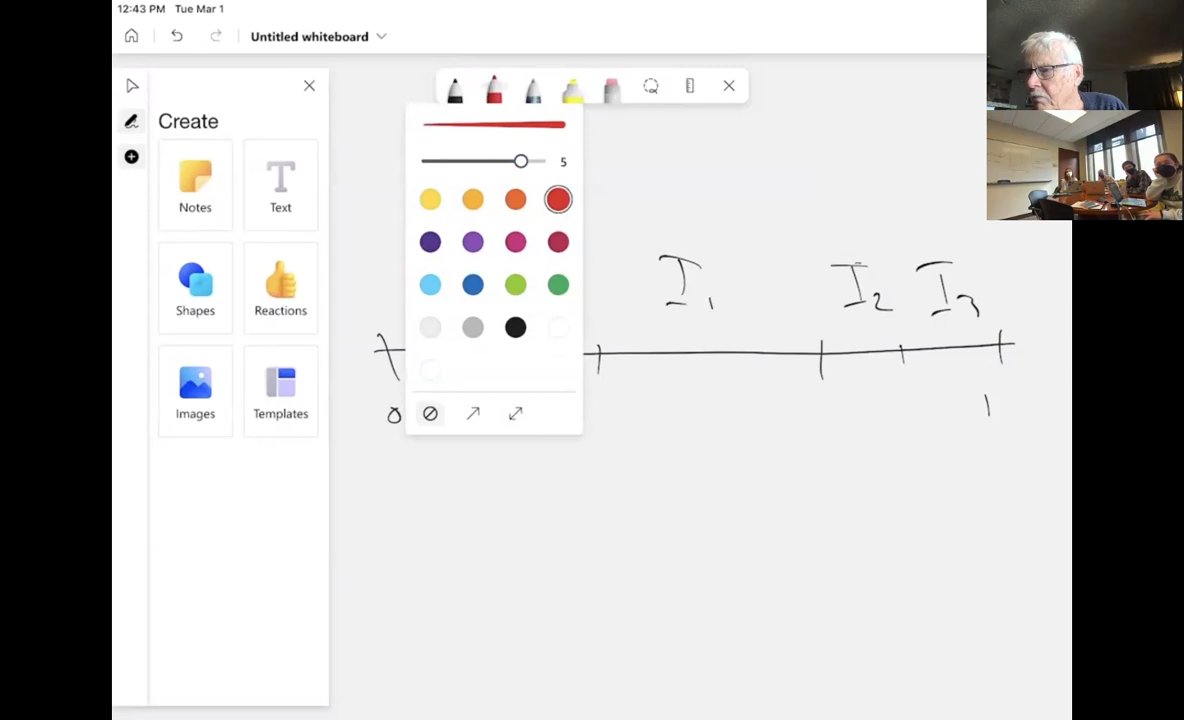 12:43 PM Tue Mar 1
Untitled whiteboard
Create
Notes
Text
Shapes
Reactions
Images
Templates
5
I₁
I₂
I₃
0
1